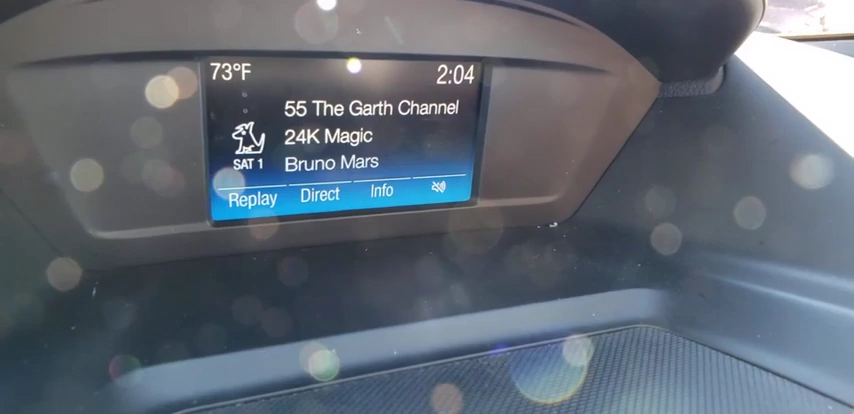 73°F 2:04
55 The Garth Channel
24K Magic
SAT 1 Bruno Mars
Replay Direct Info